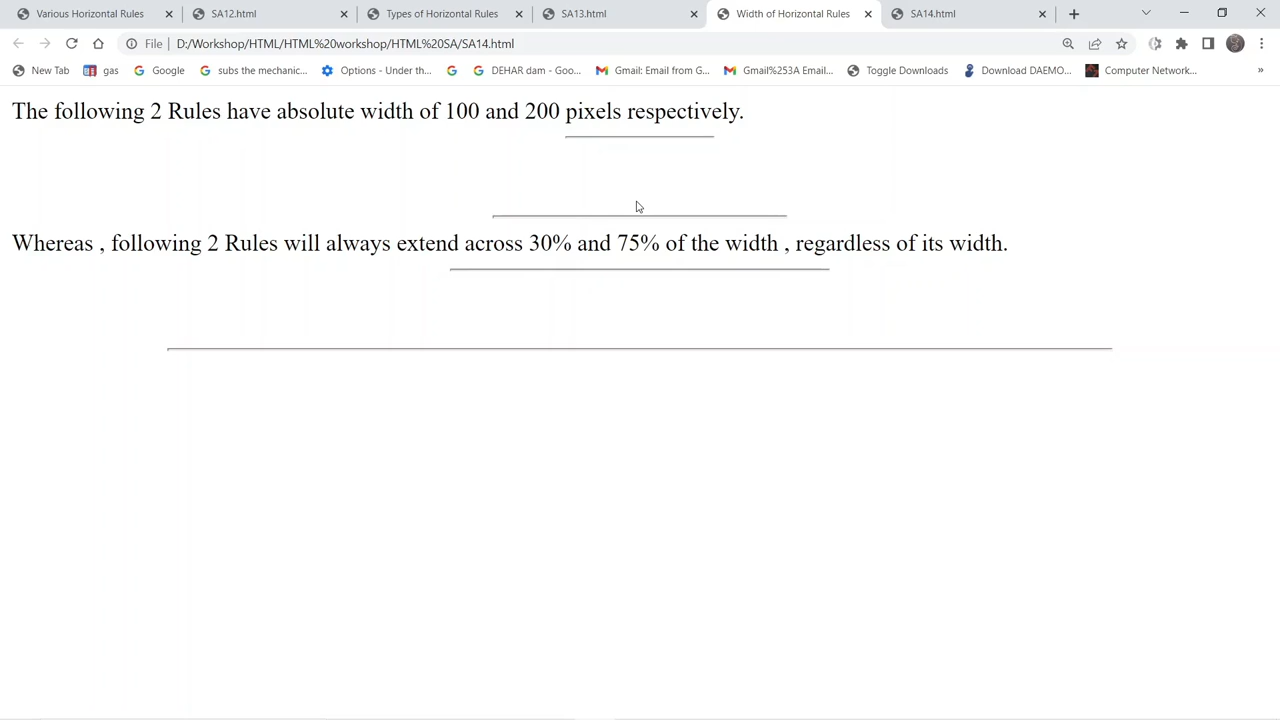 Various Horizontal Rules
SA12.html
Types of Horizontal Rules
SA13.html
Width of Horizontal Rules
SA14.html
File
D:/Workshop/HTML/HTML%20workshop/HTML%20SA/SA14.html
New Tab
gas
Google
subs the mechanic...
Options - Under th...
DEHAR dam - Goo...
Gmail: Email from G...
Gmail%253A Email...
Toggle Downloads
Download DAEMO...
Computer Network...
»
The following 2 Rules have absolute width of 100 and 200 pixels respectively.
Whereas , following 2 Rules will always extend across 30% and 75% of the width , regardless of its width.